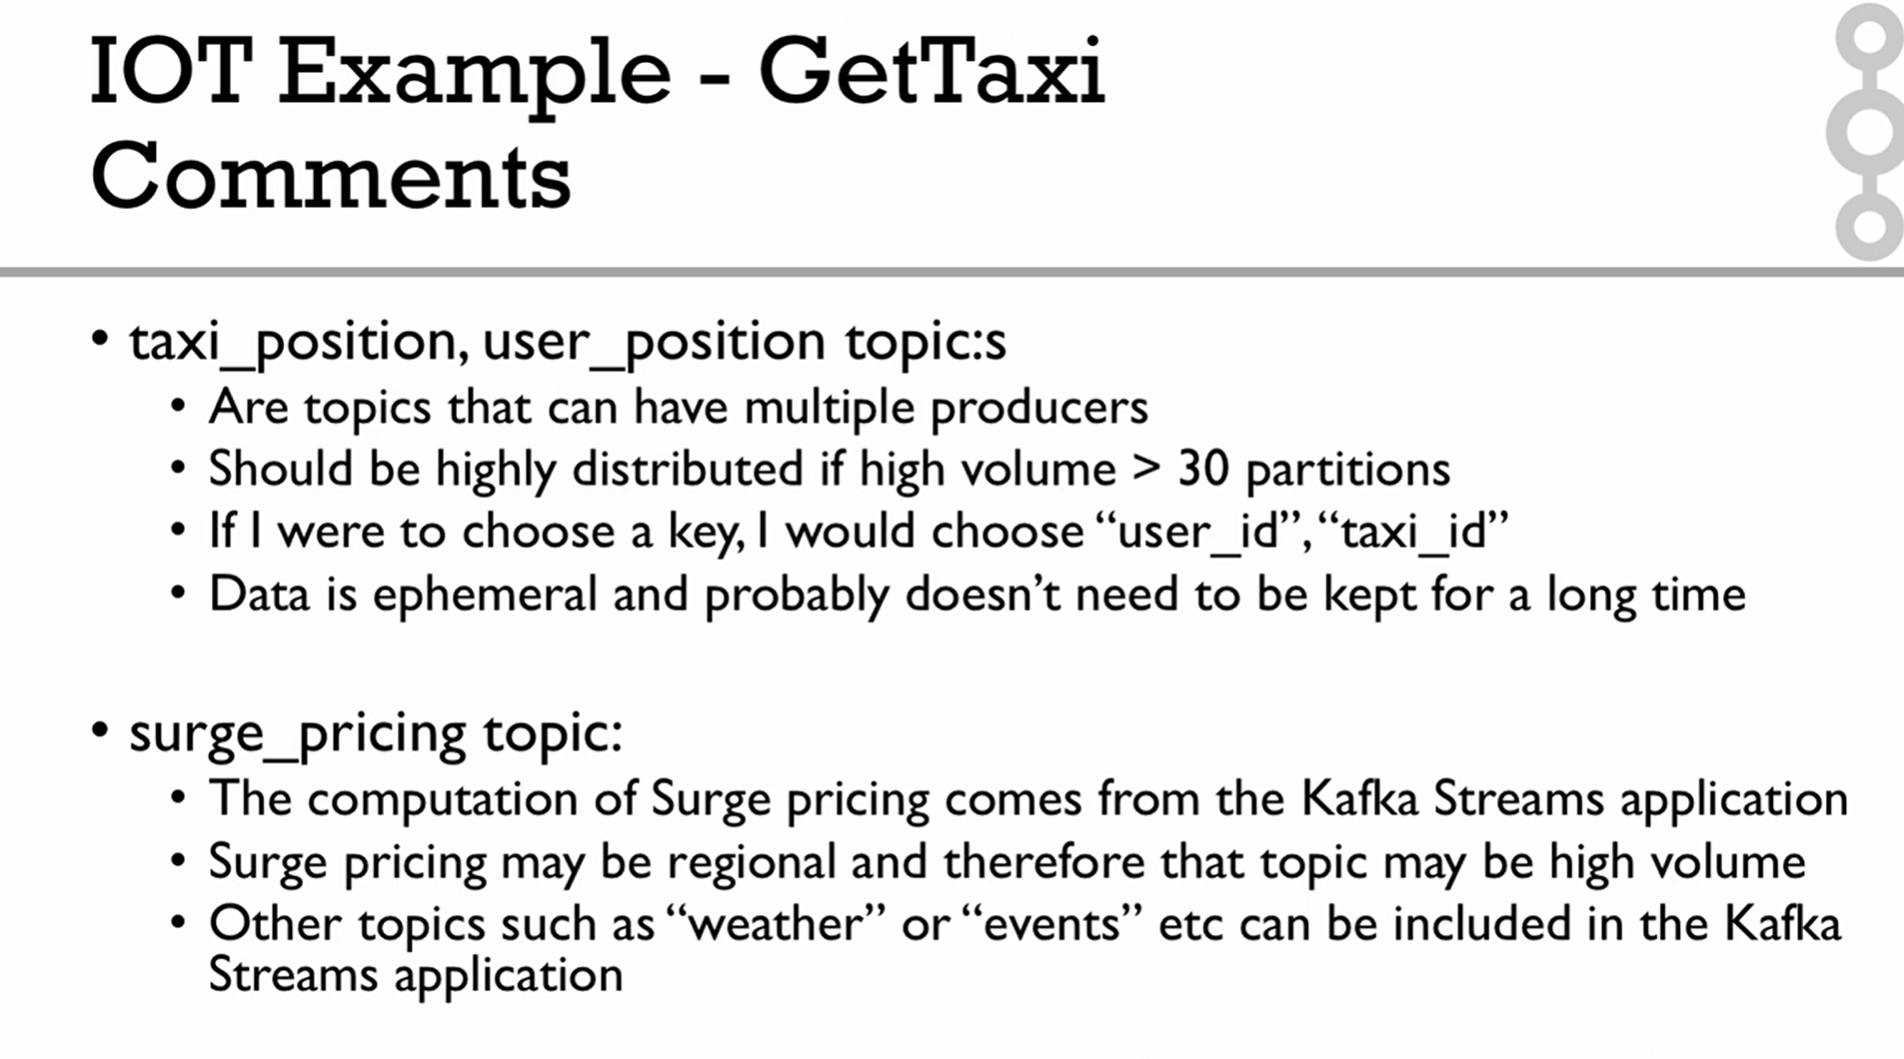 IOT Example - GetTaxi
Comments
• taxi_position, user_position topic:s
• Are topics that can have multiple producers
• Should be highly distributed if high volume > 30 partitions
• If I were to choose a key, I would choose “user_id”, “taxi_id”
• Data is ephemeral and probably doesn’t need to be kept for a long time
• surge_pricing topic:
• The computation of Surge pricing comes from the Kafka Streams application
• Surge pricing may be regional and therefore that topic may be high volume
• Other topics such as “weather” or “events” etc can be included in the Kafka
Streams application